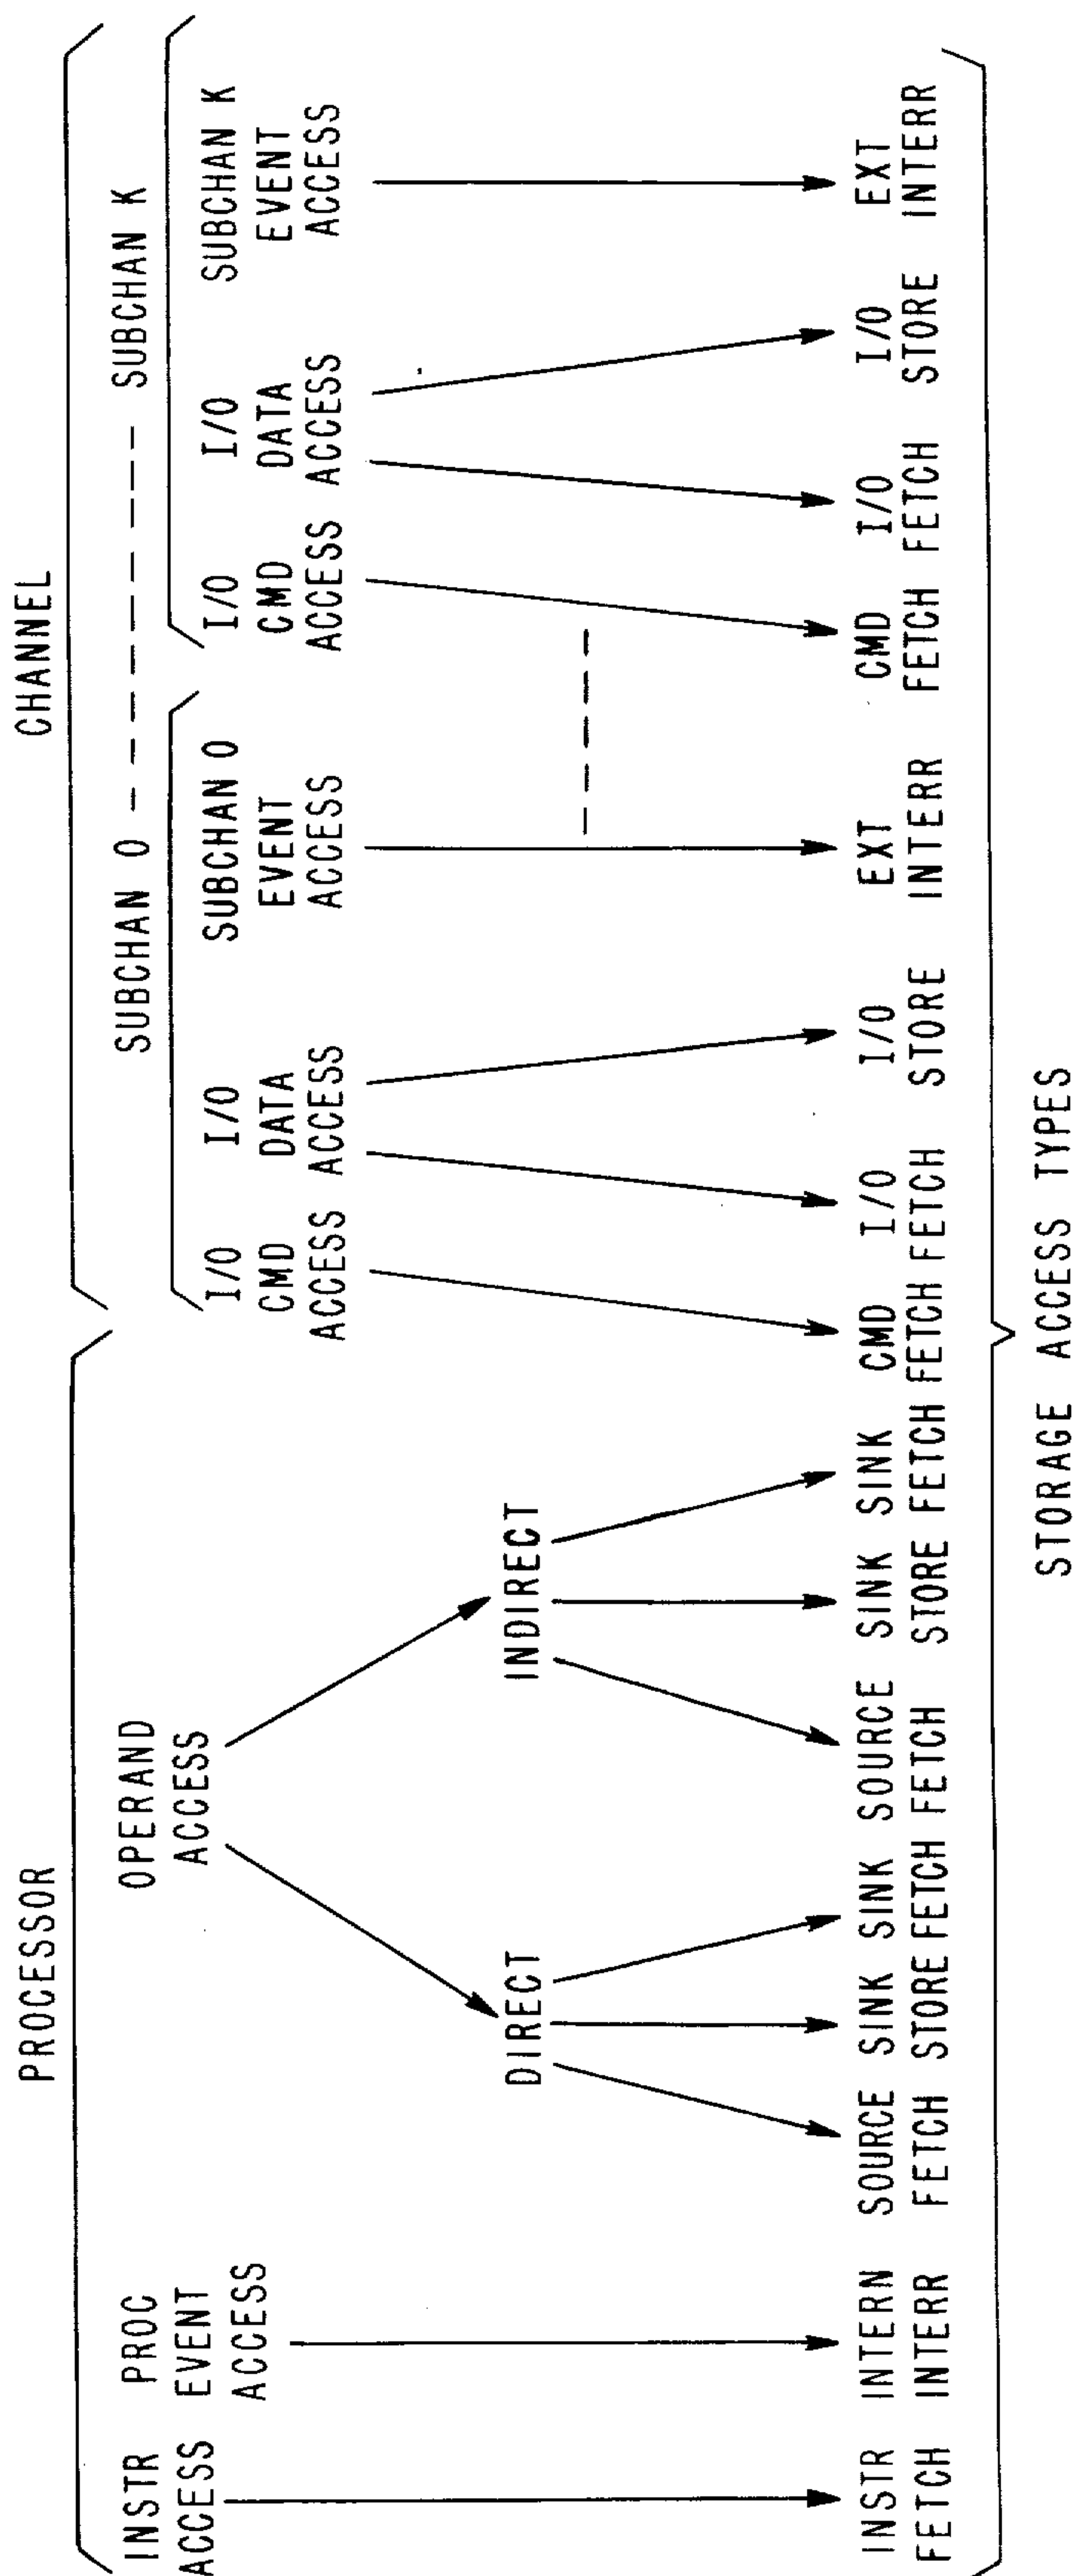 PROCESSOR
CHANNEL
SUBCHAN 0 ------- SUBCHAN K
INSTR
ACCESS
PROC
EVENT
ACCESS
OPERAND
ACCESS
I/O
CMD
ACCESS
I/O
DATA
ACCESS
SUBCHAN 0
EVENT
ACCESS
I/O
CMD
ACCESS
I/O
DATA
ACCESS
SUBCHAN K
EVENT
ACCESS
DIRECT
INDIRECT
INSTR
FETCH
INTERN
INTERR
SOURCE
FETCH
SINK
STORE
SINK
FETCH
SOURCE
FETCH
SINK
STORE
SINK
FETCH
CMD
FETCH
I/O
FETCH
I/O
STORE
EXT
INTERR
CMD
FETCH
I/O
FETCH
I/O
STORE
EXT
INTERR
STORAGE ACCESS TYPES